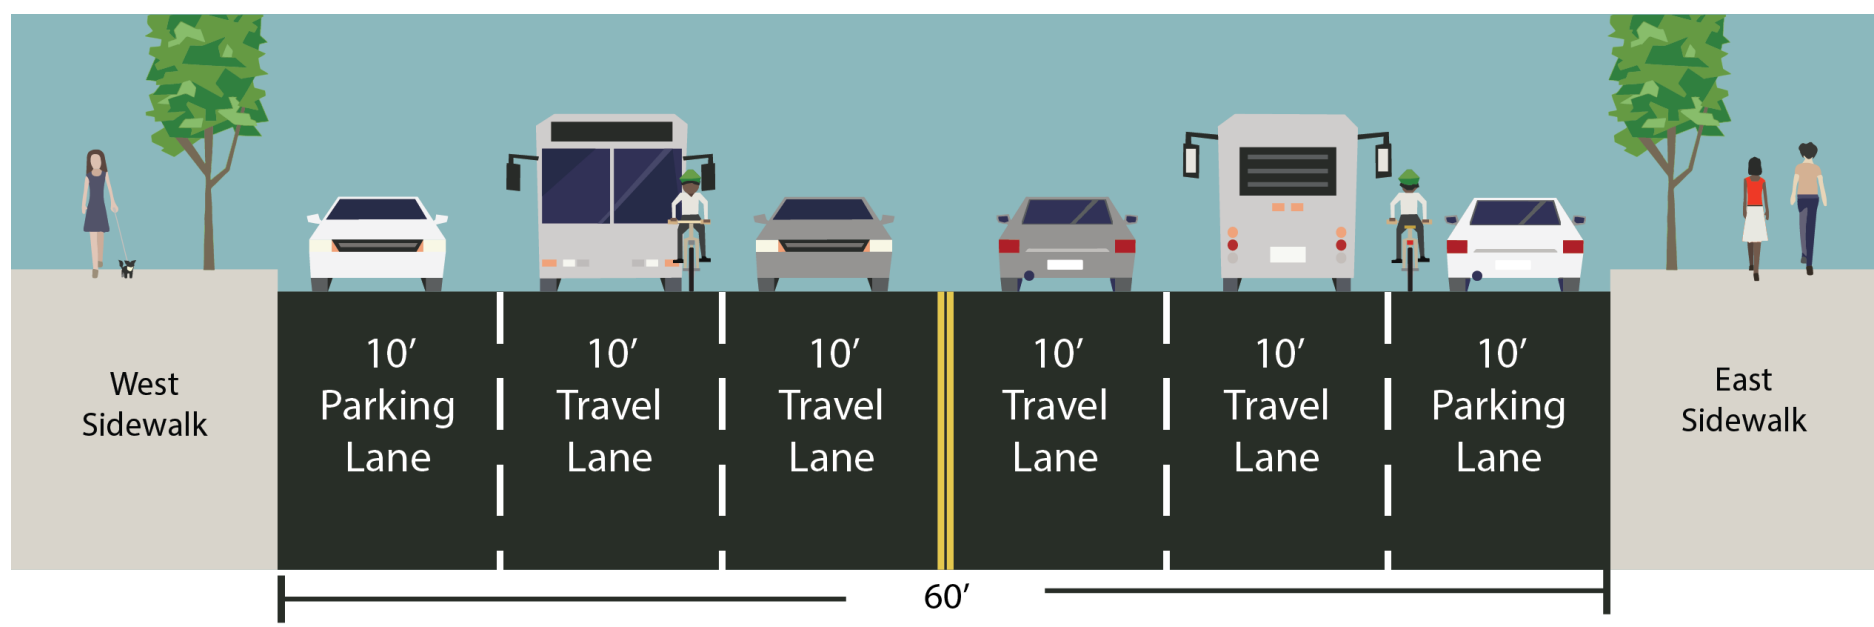 West
Sidewalk
10′
Parking
Lane
10′
Travel
Lane
10′
Travel
Lane
10′
Travel
Lane
10′
Travel
Lane
10′
Parking
Lane
East
Sidewalk
60′